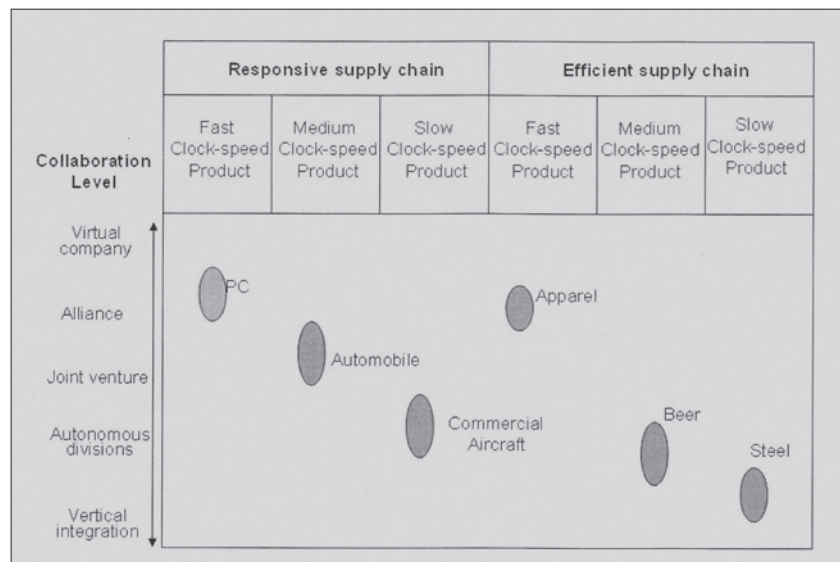 Responsive supply chain
Efficient supply chain
Collaboration
Level
Fast
Clock-speed
Product
Medium
Clock-speed
Product
Slow
Clock-speed
Product
Fast
Clock-speed
Product
Medium
Clock-speed
Product
Slow
Clock-speed
Product
Virtual
company
Alliance
Joint venture
Autonomous
divisions
Vertical
integration
PC
Automobile
Commercial
Aircraft
Apparel
Beer
Steel